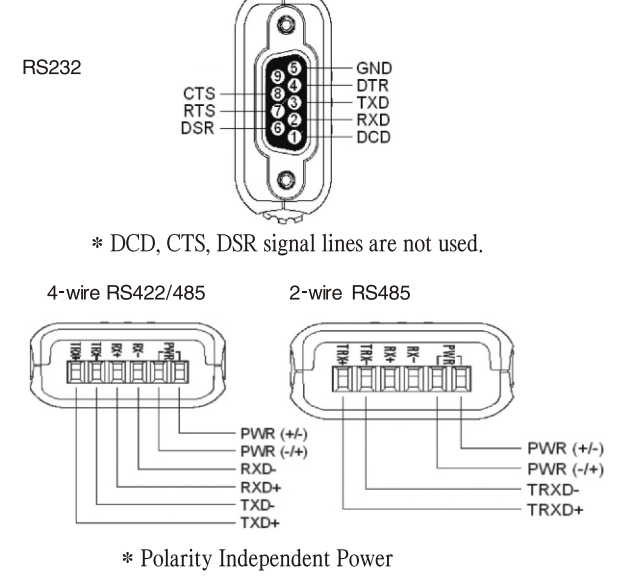 RS232
5 GND
9
4 DTR
CTS 8
3 TXD
RTS 7
2 RXD
DSR 6
1 DCD
* DCD, CTS, DSR signal lines are not used.
4-wire RS422/485
TRX+ TRX- RX+ RX- PWR
PWR (+/-)
PWR (-/+)
RXD-
RXD+
TXD-
TXD+
2-wire RS485
TRX+ TRX- RX+ RX- PWR
PWR (+/-)
PWR (-/+)
TRXD-
TRXD+
* Polarity Independent Power